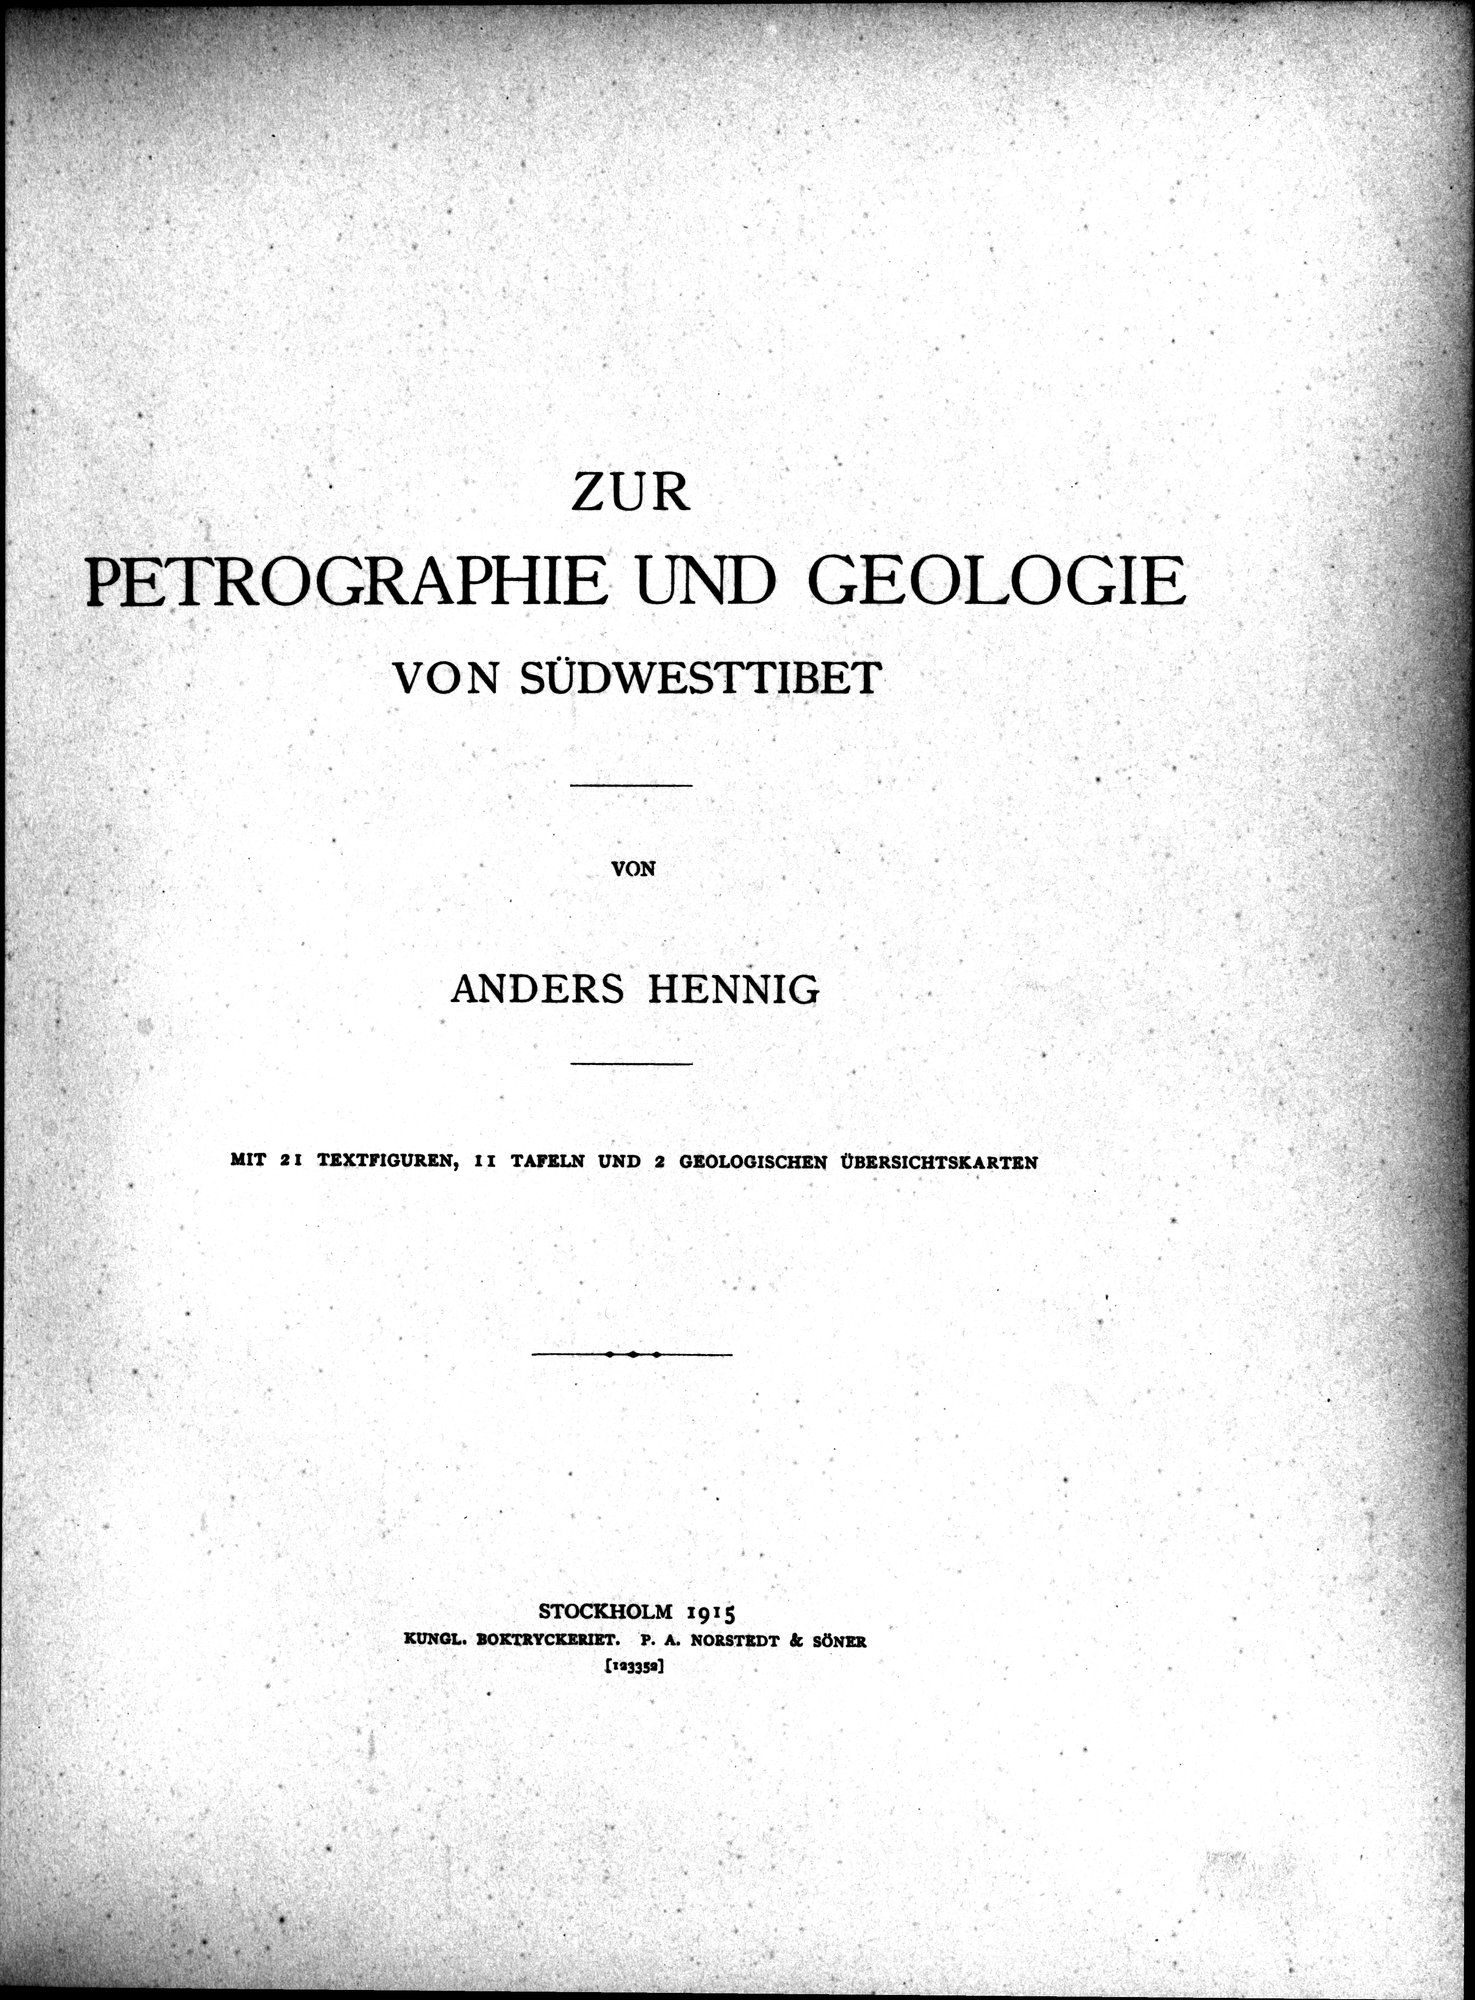 ZUR
PETROGRAPHIE UND GEOLOGIE
VON SÜDWESTTIBET
VON
ANDERS HENNIG
MIT 21 TEXTFIGUREN, 11 TAFELN UND 2 GEOLOGISCHEN ÜBERSICHTSKARTEN
STOCKHOLM 1915
KUNGL. BOKTRYCKERIET. P. A. NORSTEDT & SÖNER
[123352]